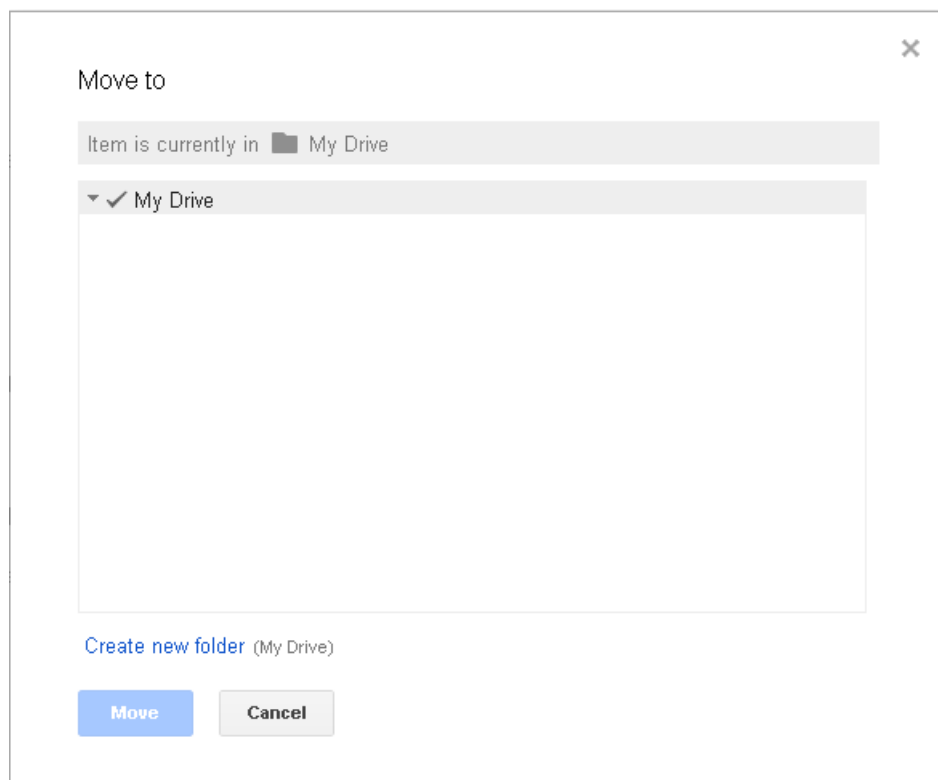 Move to
Item is currently in My Drive
My Drive
Create new folder (My Drive)
Move Cancel